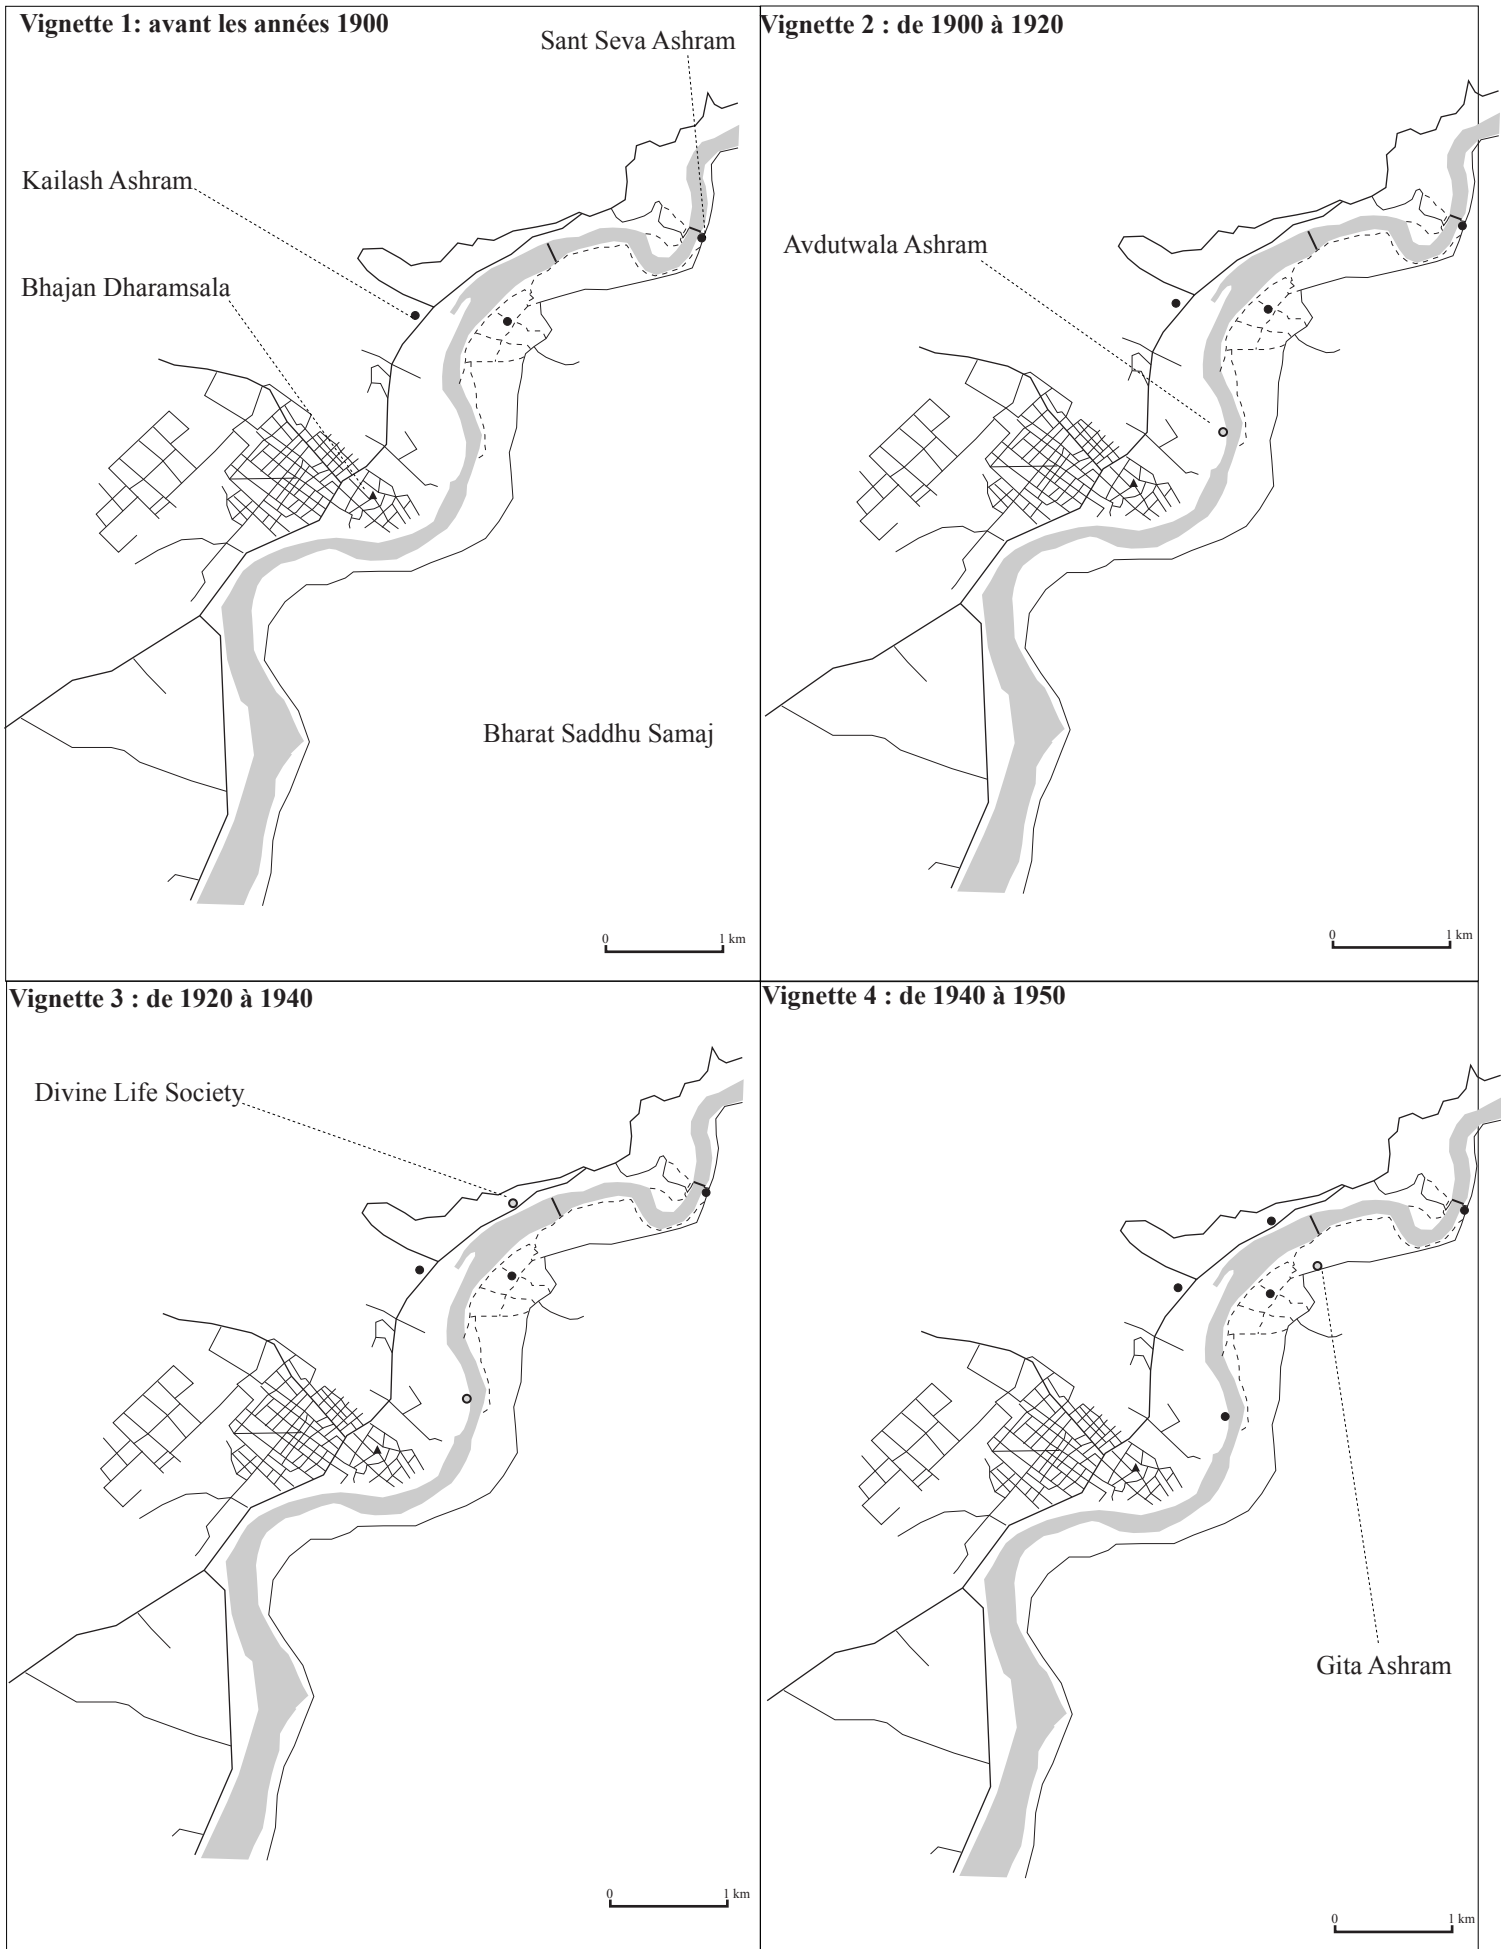 Vignette 1: avant les années 1900
Sant Seva Ashram
Kailash Ashram
Bhajan Dharamsala
Bharat Saddhu Samaj
0 1 km
Vignette 2 : de 1900 à 1920
Avdutwala Ashram
0 1 km
Vignette 3 : de 1920 à 1940
Divine Life Society
0 1 km
Vignette 4 : de 1940 à 1950
Gita Ashram
0 1 km